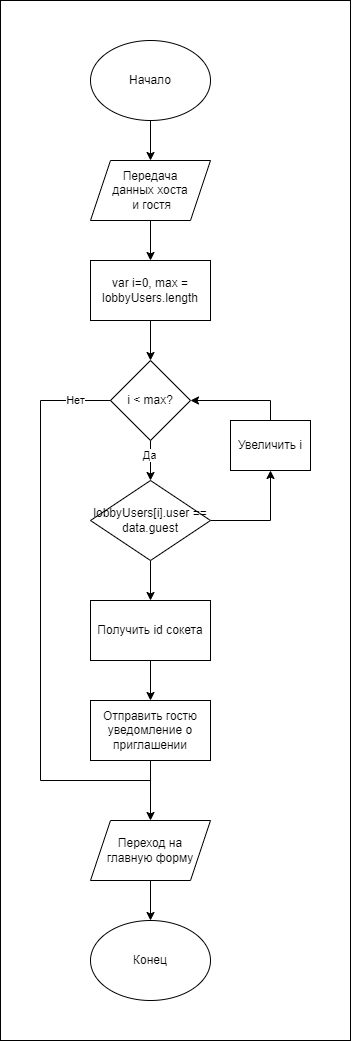 Начало
Передача
данных хоста
и гостя
var i=0, max =
lobbyUsers.length
i < max?
Нет
Да
Увеличить i
lobbyUsers[i].user ==
data.guest
Получить id сокета
Отправить гостю
уведомление о
приглашении
Переход на
главную форму
Конец